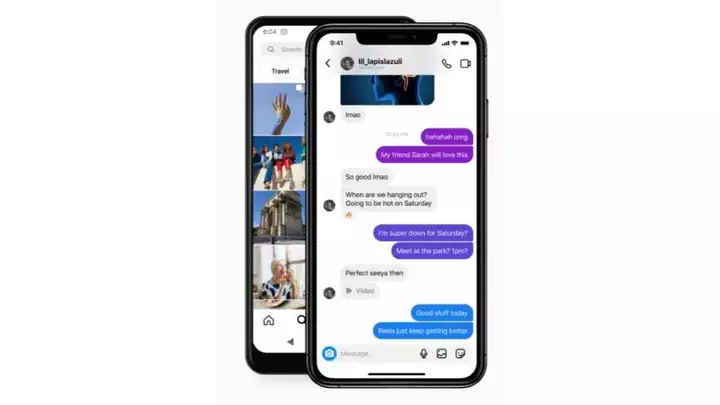 6:04
Search
Travel
9:41
lil_lapislazuli
lmao
hahahah omg
My friend Sarah will love this
So good lmao
When are we hanging out?
Going to be hot on Saturday
I'm super down for Saturday?
Meet at the park? 1pm?
Perfect seeya then
Video
Good stuff today
Reels just keep getting better
Message...